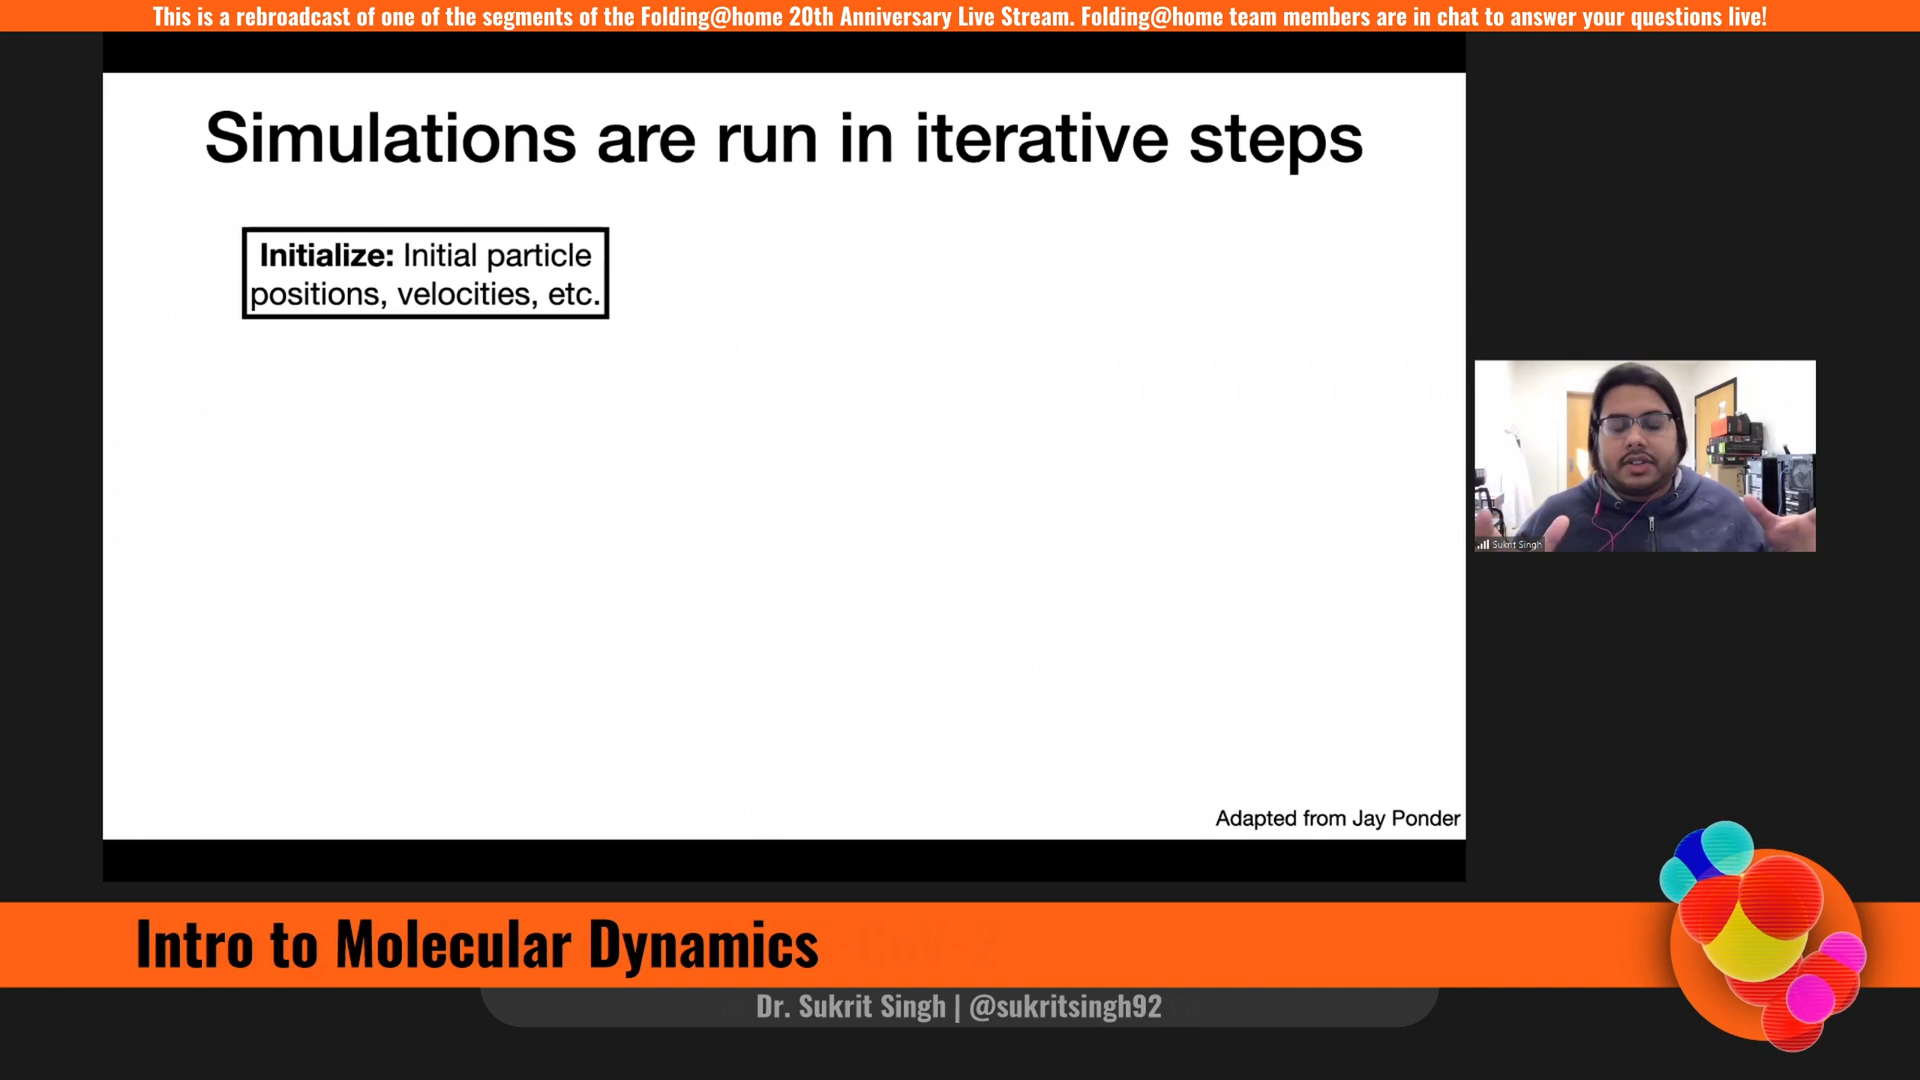 This is a rebroadcast of one of the segments of the Folding@home 20th Anniversary Live Stream. Folding@home team members are in chat to answer your questions live!
Simulations are run in iterative steps
Initialize: Initial particle
positions, velocities, etc.
Sukrit Singh
Adapted from Jay Ponder
Intro to Molecular Dynamics
CoV-2
Dr. Sukrit Singh | @sukritsingh92